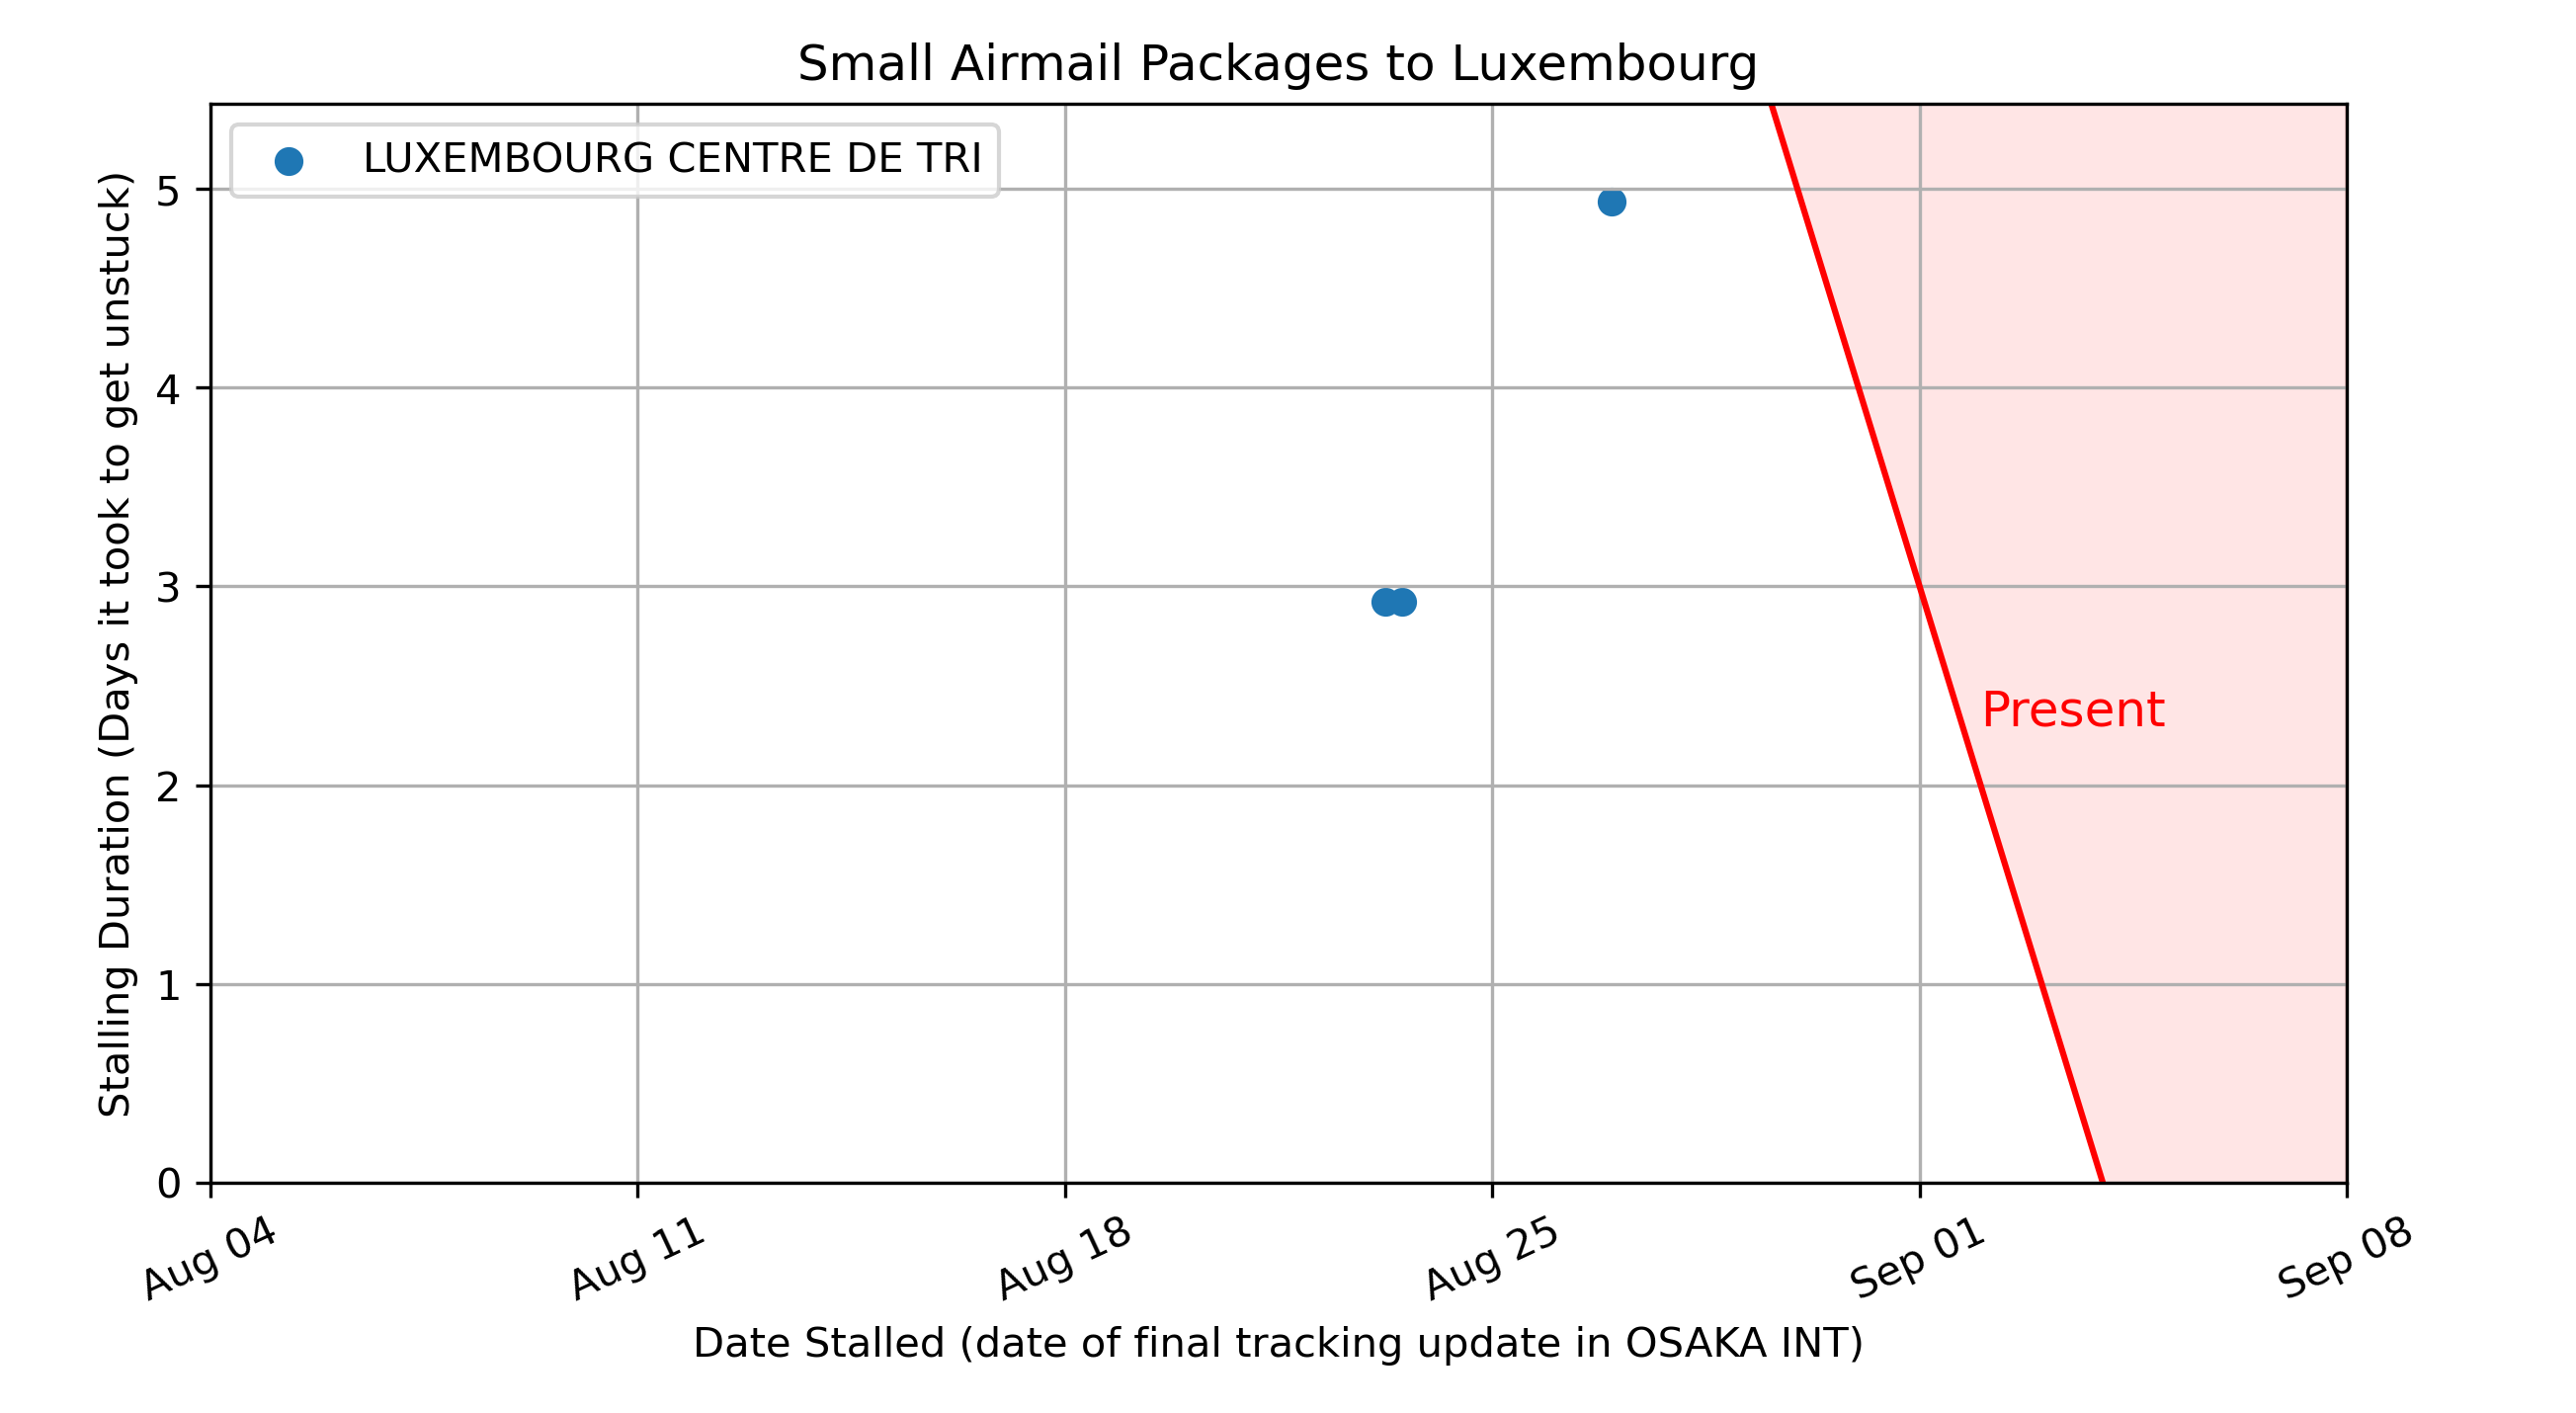 Small Airmail Packages to Luxembourg
LUXEMBOURG CENTRE DE TRI
Stalling Duration (Days it took to get unstuck)
5
4
3
2
1
0
Present
Aug 04
Aug 11
Aug 18
Aug 25
Sep 01
Sep 08
Date Stalled (date of final tracking update in OSAKA INT)